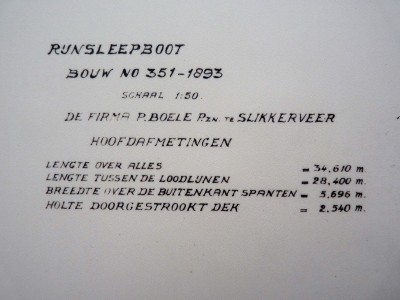 RIJNSLEEPBOOT
BOUW NO 351-1893
SCHAAL 1:50.
DE FIRMA P. BOELE P.ZN. TE SLIKKERVEER
HOOFDAFMETINGEN
LENGTE OVER ALLES = 34,610 m.
LENGTE TUSSEN DE LOODLIJNEN = 28,400 m.
BREEDTE OVER DE BUITENKANT SPANTEN = 5,696 m.
HOLTE DOORGESTROOKT DEK = 2,540 m.